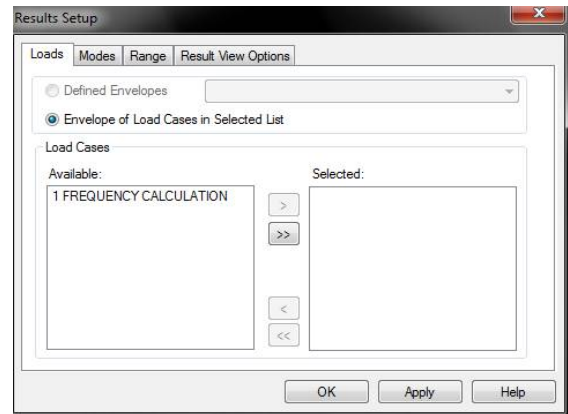 Results Setup
Loads Modes Range Result View Options
Defined Envelopes
Envelope of Load Cases in Selected List
Load Cases
Available: Selected:
1 FREQUENCY CALCULATION
>
>>
<
<<
OK Apply Help